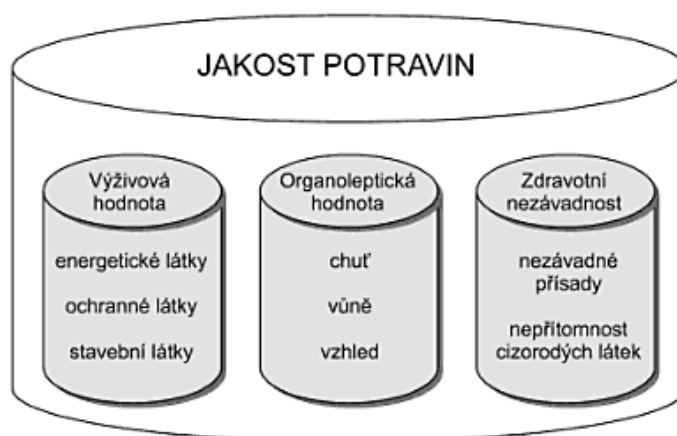 JAKOST POTRAVIN
Výživová
hodnota
energetické látky
ochranné látky
stavební látky
Organoleptická
hodnota
chuť
vůně
vzhled
Zdravotní
nezávadnost
nezávadné
přísady
nepřítomnost
cizorodých látek